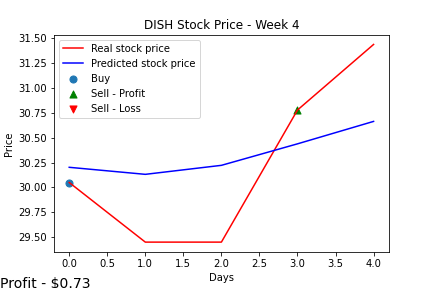 DISH Stock Price - Week 4
Real stock price
Predicted stock price
Buy
Sell - Profit
Sell - Loss
Price
31.50
31.25
31.00
30.75
30.50
30.25
30.00
29.75
29.50
0.0 0.5 1.0 1.5 2.0 2.5 3.0 3.5 4.0
Days
Profit - $0.73